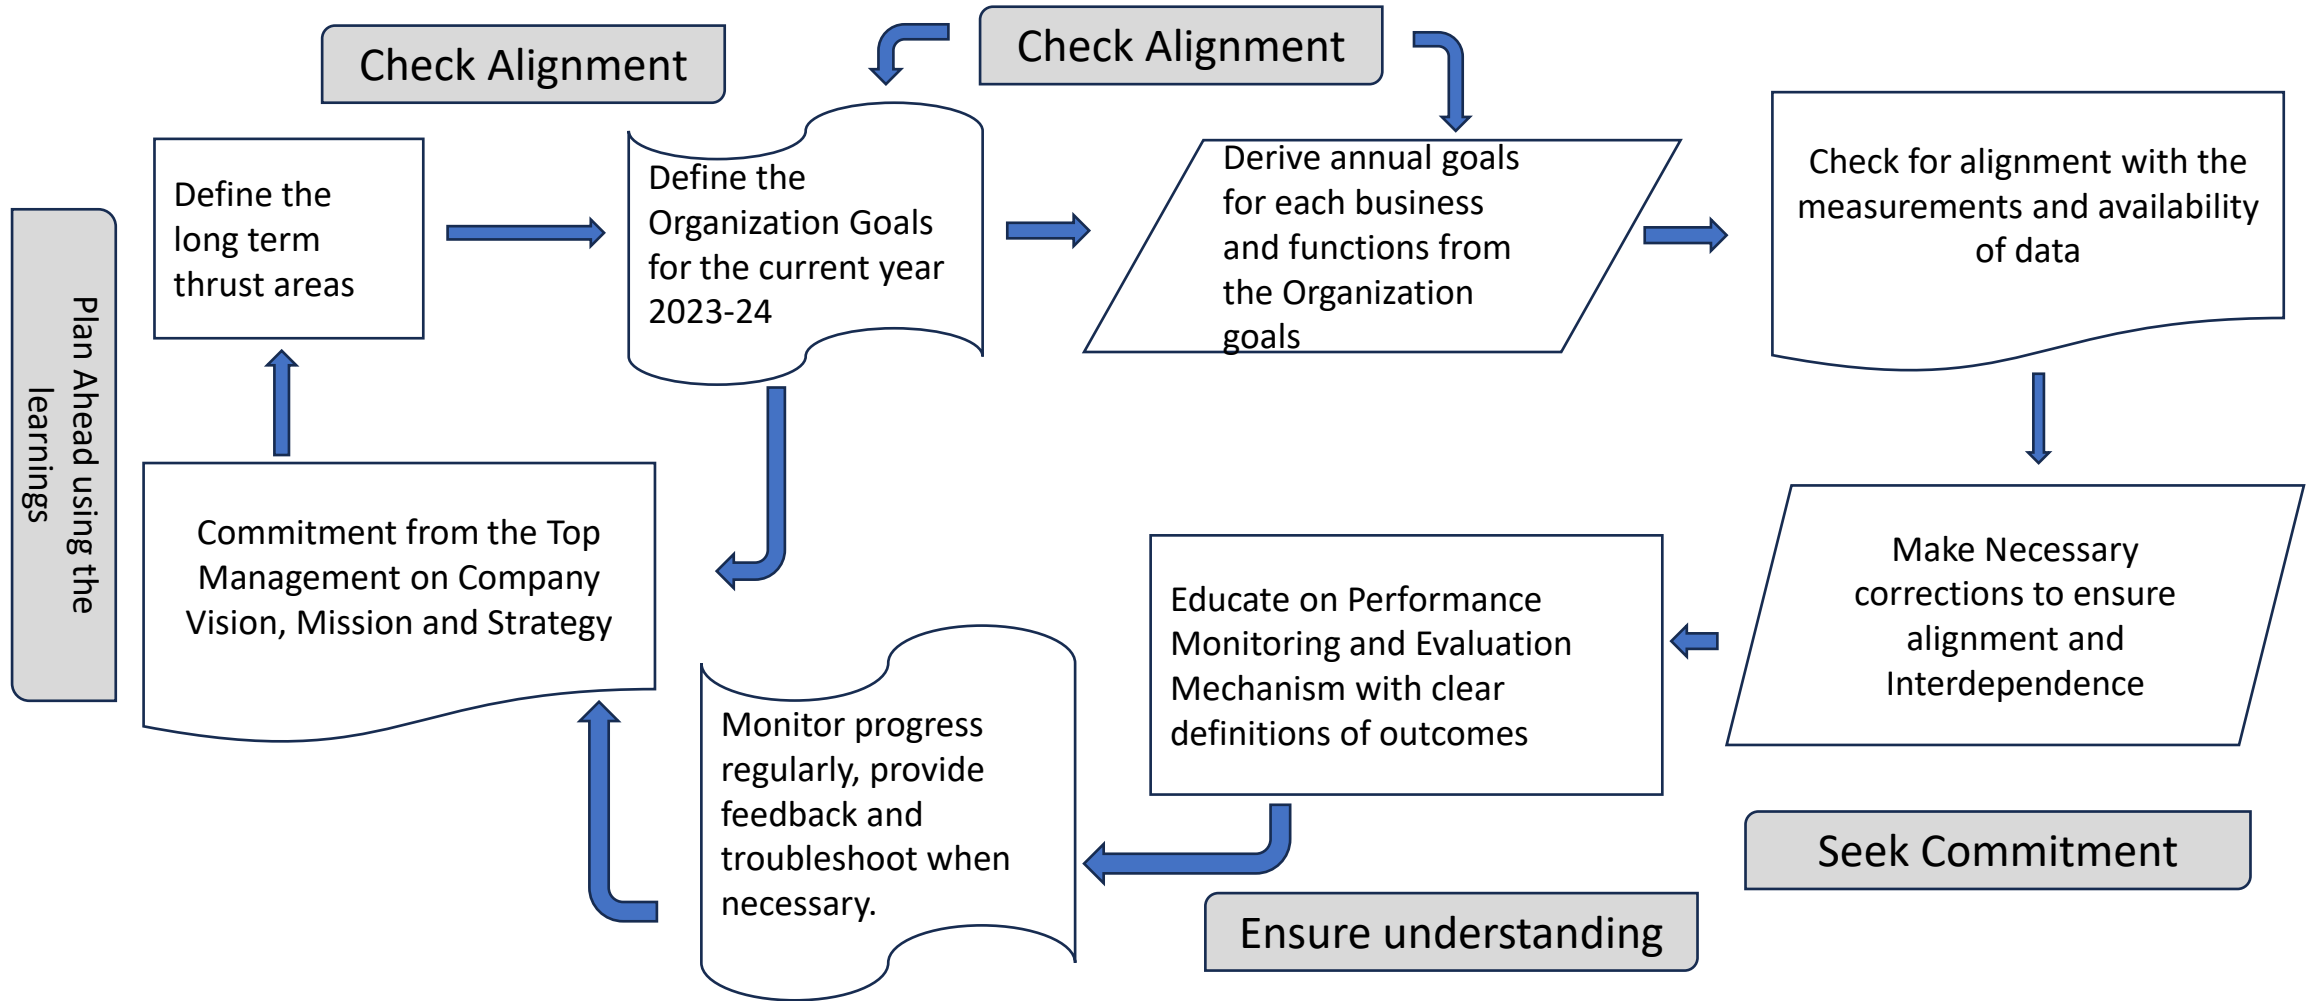 Check Alignment
Check Alignment
Define the
long term
thrust areas
Define the
Organization Goals
for the current year
2023-24
Derive annual goals
for each business
and functions from
the Organization
goals
Check for alignment with the
measurements and availability
of data
Plan Ahead using the
learnings
Commitment from the Top
Management on Company
Vision, Mission and Strategy
Monitor progress
regularly, provide
feedback and
troubleshoot when
necessary.
Educate on Performance
Monitoring and Evaluation
Mechanism with clear
definitions of outcomes
Make Necessary
corrections to ensure
alignment and
Interdependence
Seek Commitment
Ensure understanding